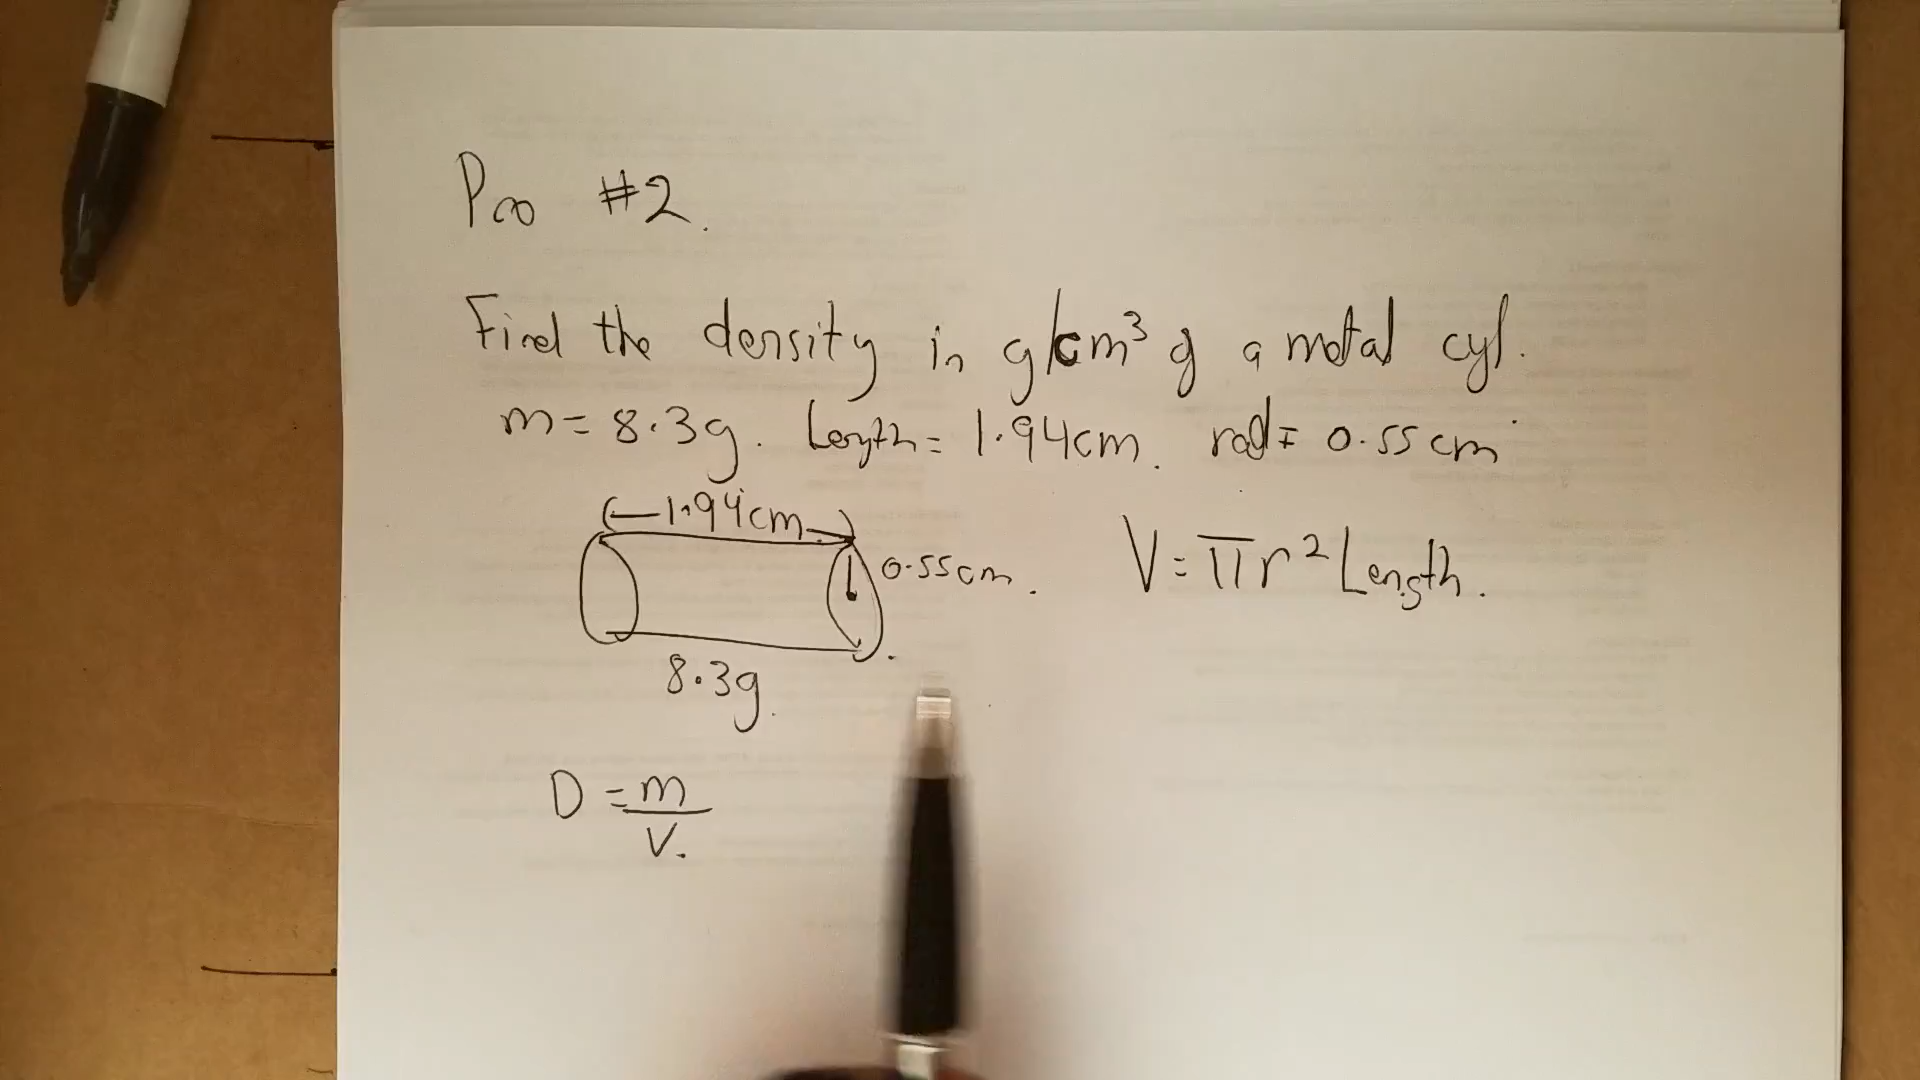 Pro #2.
Find the density in g/cm³ of a metal cyl.
m = 8.3g. Length = 1.94cm. rad = 0.55cm
1.94cm
0.55cm.
V = πr² Length.
8.3g.
D = m
V.